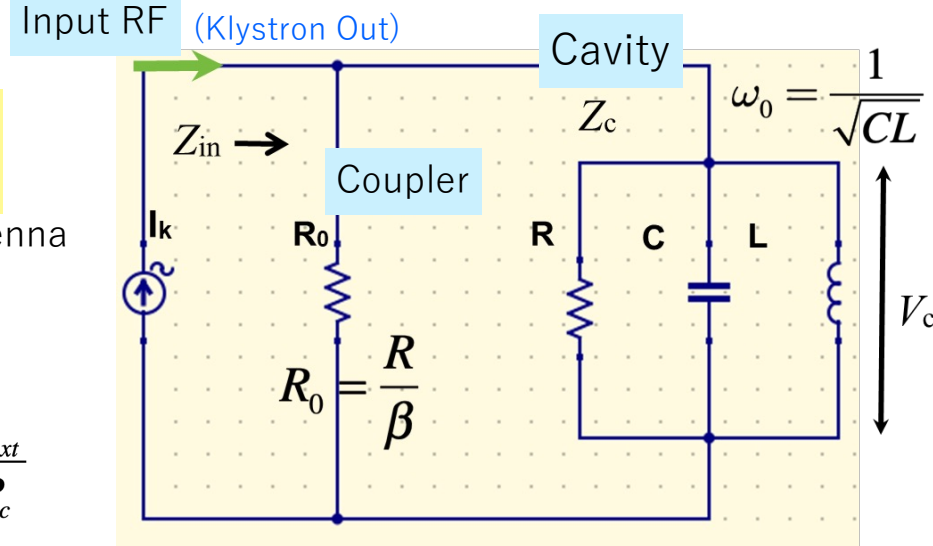 Input RF
(Klystron Out)
Cavity
Zc
ω0 = 1/√CL
Zin →
Coupler
enna
Ik
R0
R
C
L
Vc
R0 = R/β
xt
c